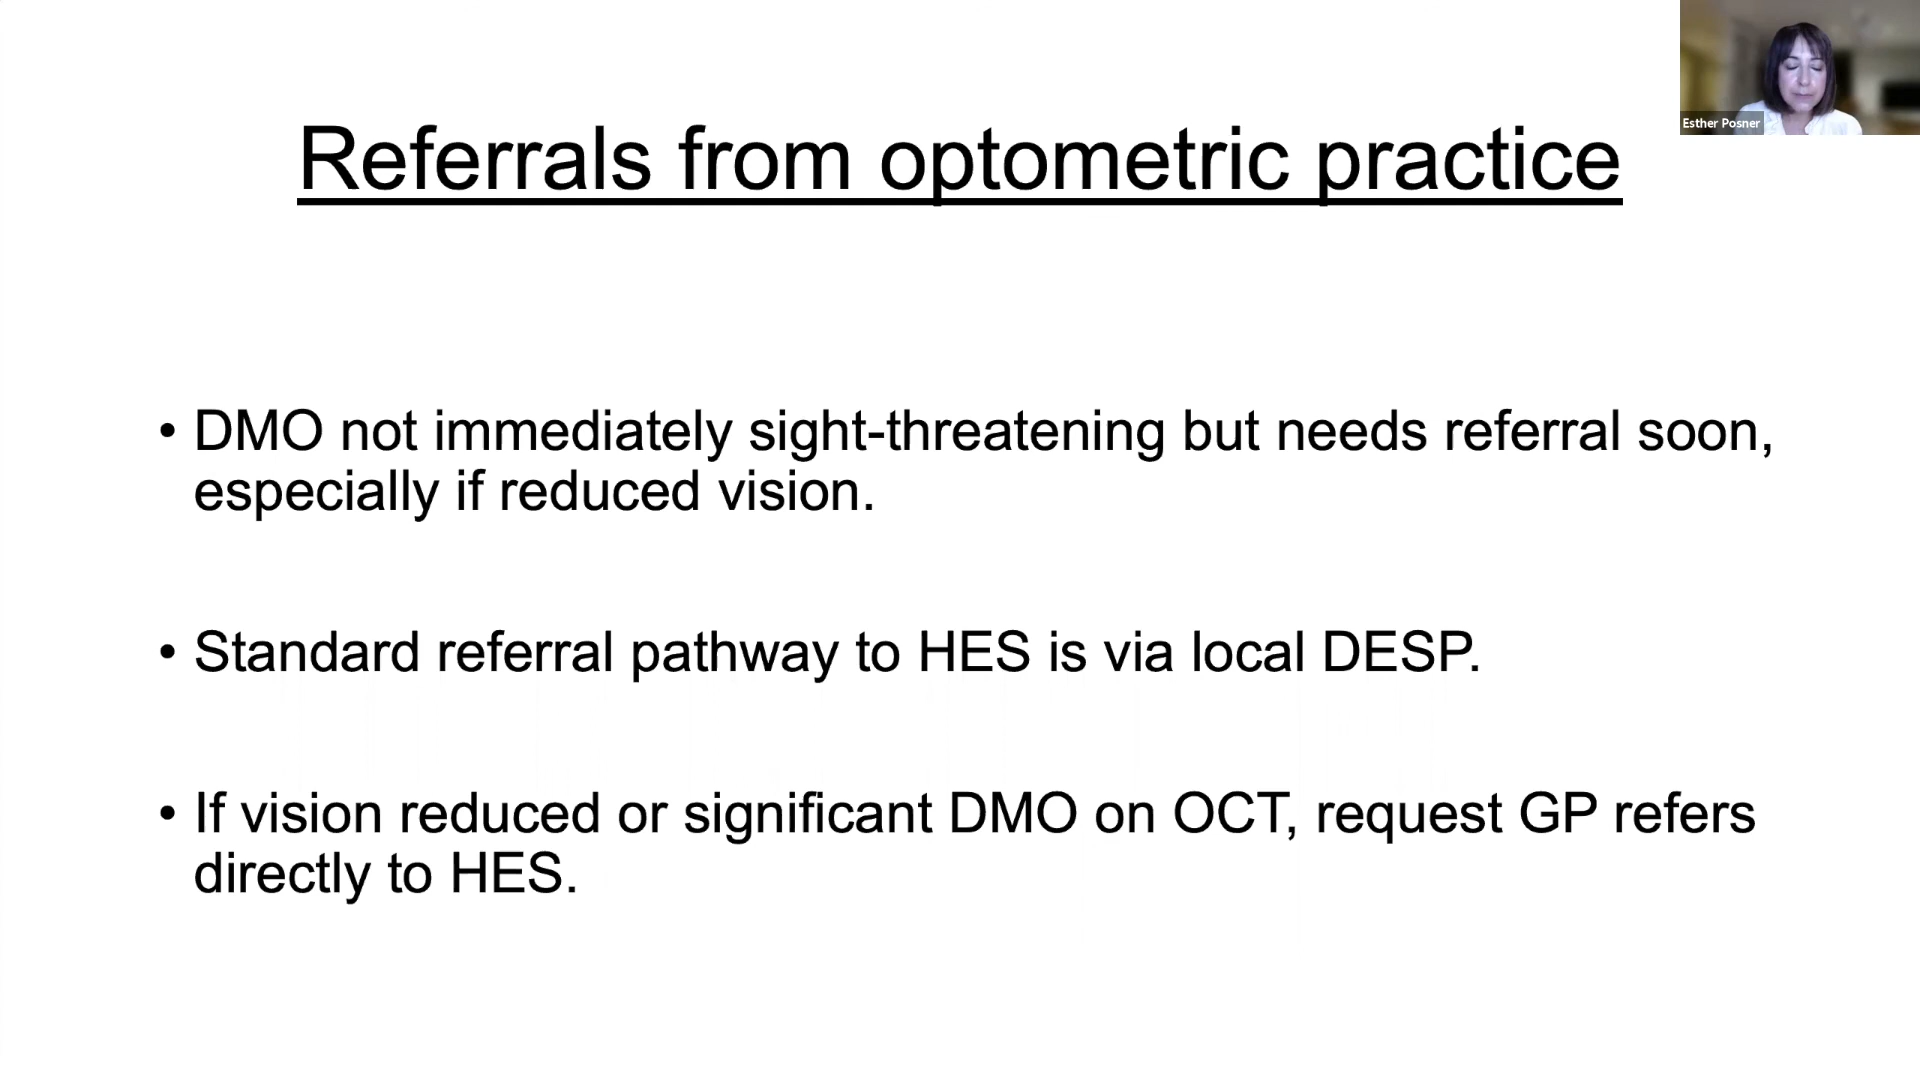 Esther Posner
Referrals from optometric practice
• DMO not immediately sight-threatening but needs referral soon,
especially if reduced vision.
• Standard referral pathway to HES is via local DESP.
• If vision reduced or significant DMO on OCT, request GP refers
directly to HES.